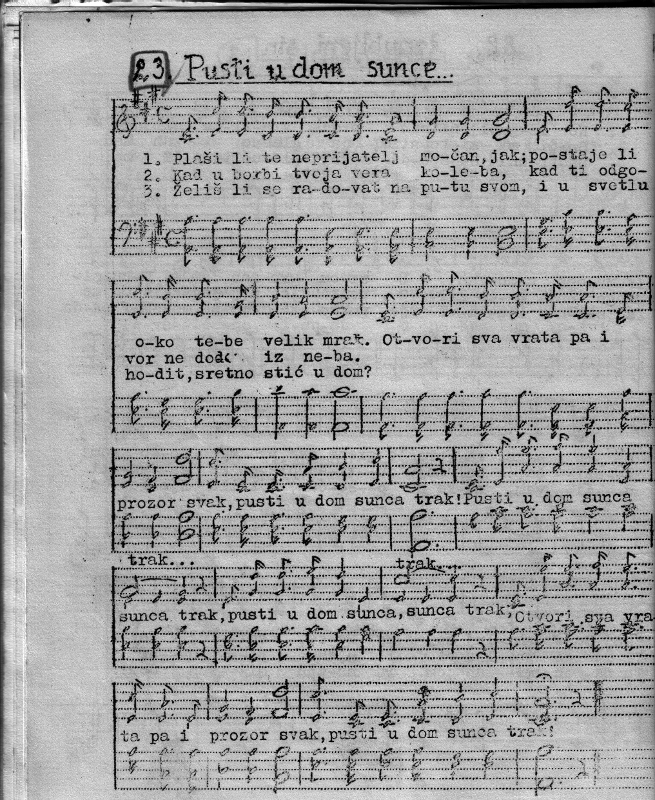 23. Pusti u dom sunce...
1. Plaši li te neprijatelj mo-čan,jak;po-staje li
2. Kad u borbi tvoja vera ko-le-ba, kad ti odgo-
3. Želiš li se ra-do-vat na pu-tu svom, i u svetlu
o-ko te-be velik mrak. Ot-vo-ri sva vrata pa i
vor ne dođe iz ne-ba.
ho-dit,sretno stić u dom?
prozor svak,pusti u dom sunca trak!Pusti u dom sunca
trak... trak...
sunca trak,pusti u dom sunca,sunca trak; Otvori sva vra
ta pa i prozor svak,pusti u dom sunca trak!